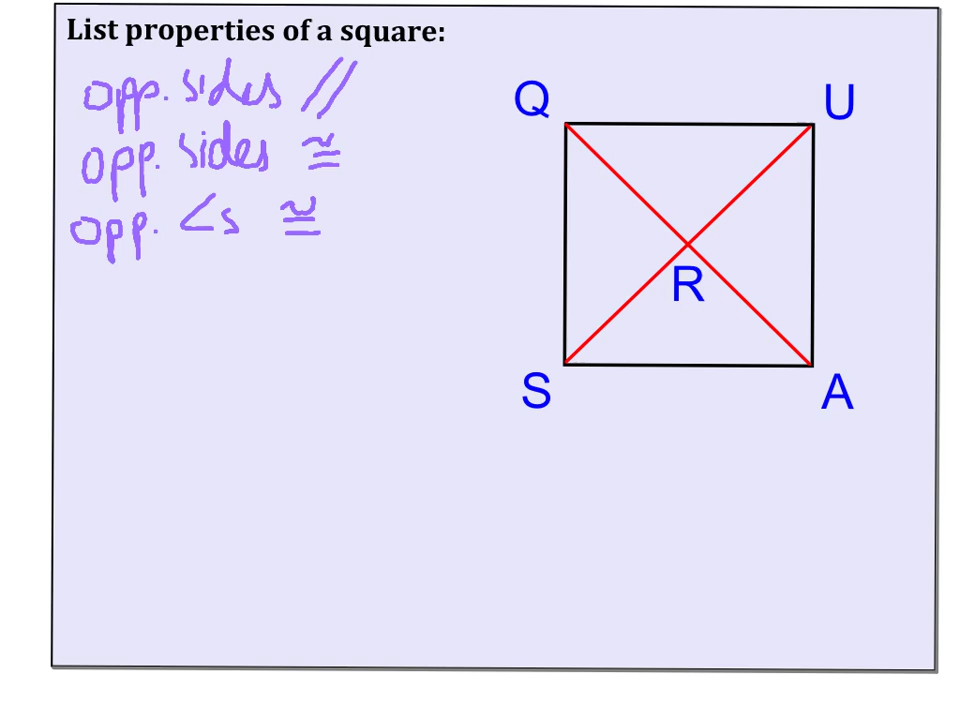 List properties of a square:
opp. sides //
opp. sides ≅
opp. ∠s ≅
Q U
R
S A